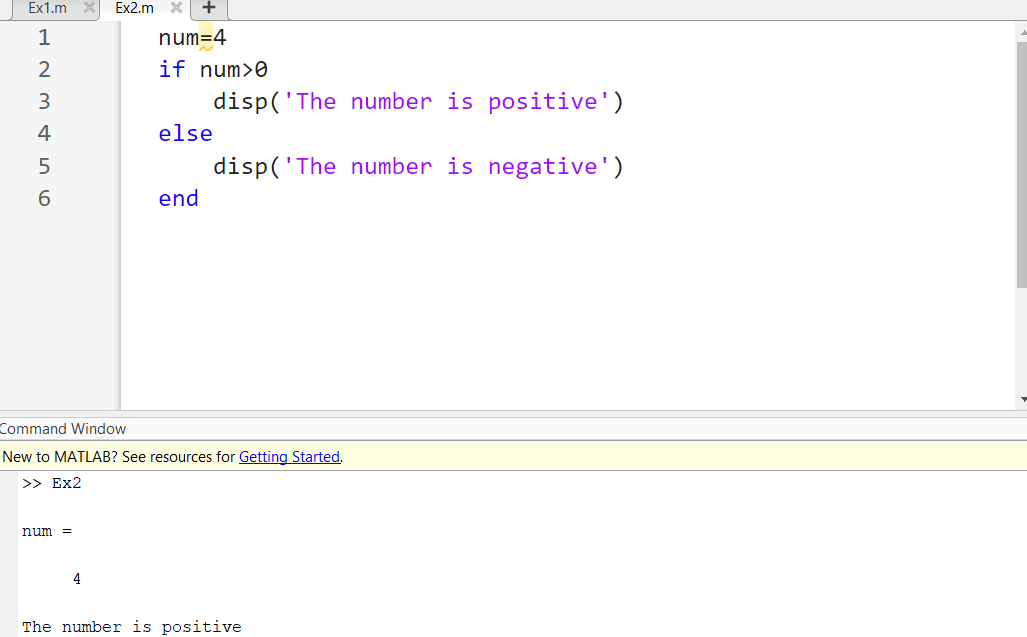 Ex1.m × Ex2.m × +
1 num=4
2 if num>0
3     disp('The number is positive')
4 else
5     disp('The number is negative')
6 end
Command Window
New to MATLAB? See resources for Getting Started.
>> Ex2
num =
4
The number is positive